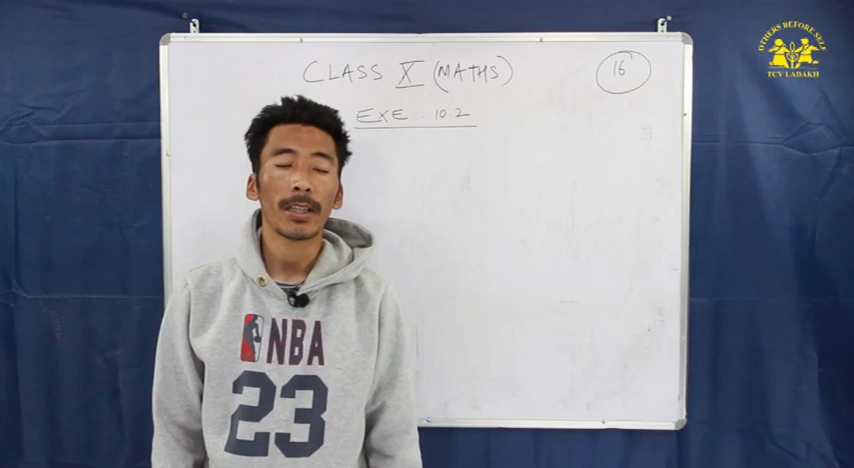 CLASS X (MATHS)
16
EXE. 10.2
OTHERS BEFORE SELF
TCV LADAKH
NBA
23